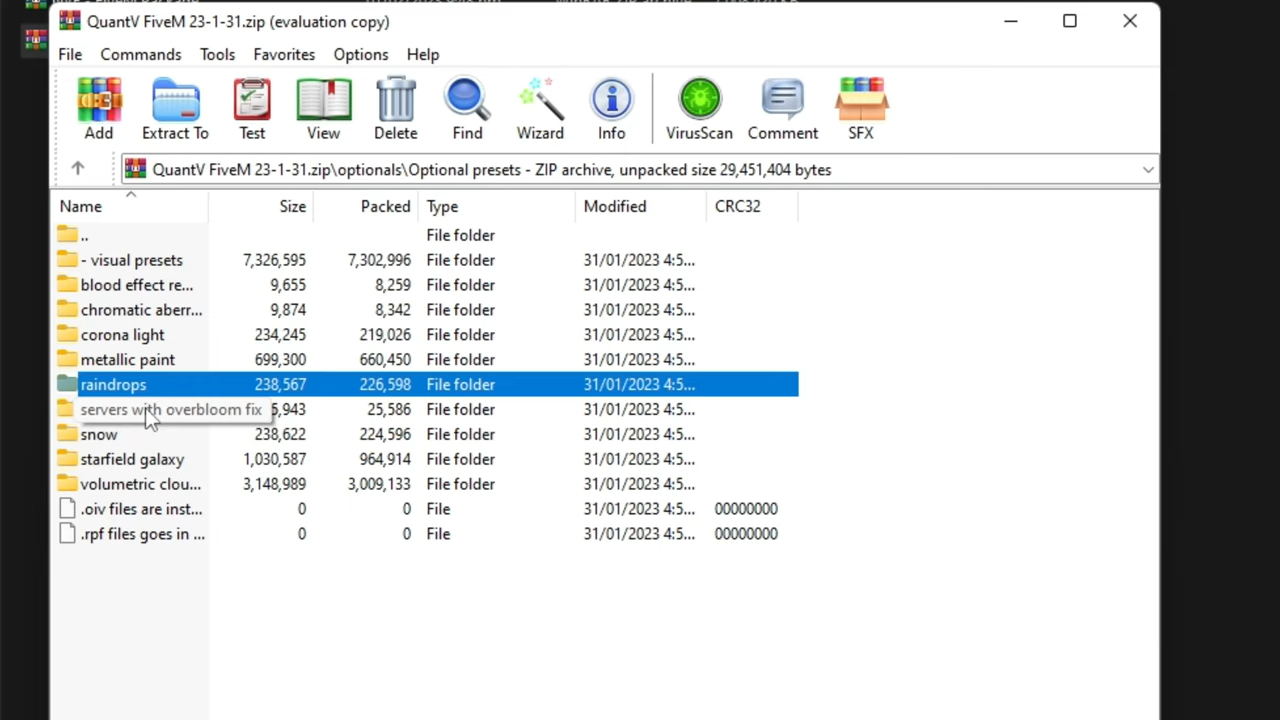 QuantV FiveM 23-1-31.zip (evaluation copy)
File Commands Tools Favorites Options Help
Add Extract To Test View Delete Find Wizard Info VirusScan Comment SFX
QuantV FiveM 23-1-31.zip\optionals\Optional presets - ZIP archive, unpacked size 29,451,404 bytes
Name Size Packed Type Modified CRC32
.. File folder
- visual presets 7,326,595 7,302,996 File folder 31/01/2023 4:5...
blood effect re... 9,655 8,259 File folder 31/01/2023 4:5...
chromatic aberr... 9,874 8,342 File folder 31/01/2023 4:5...
corona light 234,245 219,026 File folder 31/01/2023 4:5...
metallic paint 699,300 660,450 File folder 31/01/2023 4:5...
raindrops 238,567 226,598 File folder 31/01/2023 4:5...
servers with overbloom fix 5,943 25,586 File folder 31/01/2023 4:5...
snow 238,622 224,596 File folder 31/01/2023 4:5...
starfield galaxy 1,030,587 964,914 File folder 31/01/2023 4:5...
volumetric clou... 3,148,989 3,009,133 File folder 31/01/2023 4:5...
.oiv files are inst... 0 0 File 31/01/2023 4:5... 00000000
.rpf files goes in ... 0 0 File 31/01/2023 4:5... 00000000